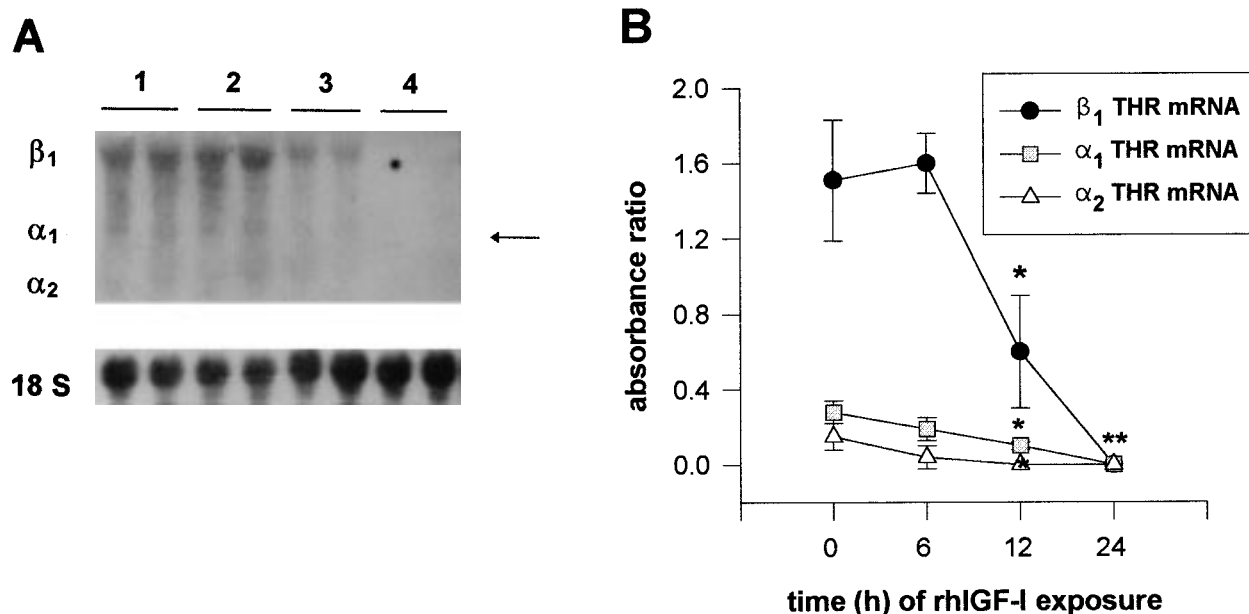 A
1 2 3 4
β1
α1
α2
18 S
B
absorbance ratio
2.0
1.6
1.2
0.8
0.4
0.0
β1 THR mRNA
α1 THR mRNA
α2 THR mRNA
*
*
*
**
0 6 12 24
time (h) of rhIGF-I exposure